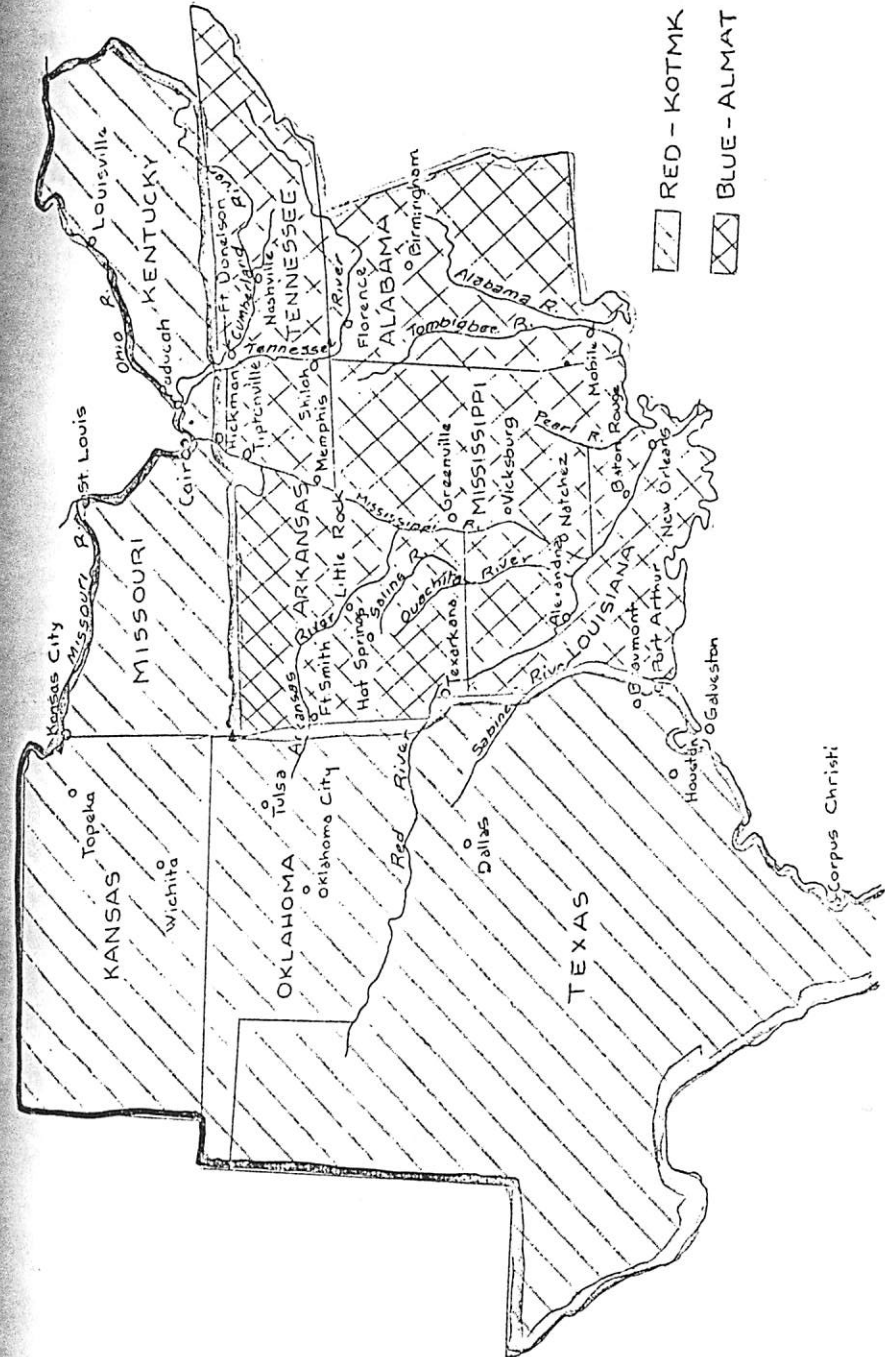 Kansas City
Missouri R.
St. Louis
KANSAS
Topeka
Wichita
MISSOURI
Cairo
Ohio R.
Louisville
KENTUCKY
Paducah
Hickman
Tiptonville
Ft. Donelson
Cumberland
Nashville
TENNESSEE
Tennessee River
Shiloh
Memphis
Florence
OKLAHOMA
Tulsa
Oklahoma City
Arkansas River
Ft Smith
ARKANSAS
Little Rock
Hot Springs
Saline R.
Ouachita River
Mississippi R.
Greenville
MISSISSIPPI
Vicksburg
ALABAMA
Birmingham
Alabama R.
Tombigbee R.
Mobile
Pearl R.
Red River
Texarkana
Dallas
Sabine River
LOUISIANA
Alexandria
Natchez
Baton Rouge
New Orleans
TEXAS
Beaumont
Port Arthur
Houston
Galveston
Corpus Christi
RED - KOTMK
BLUE - ALMAT